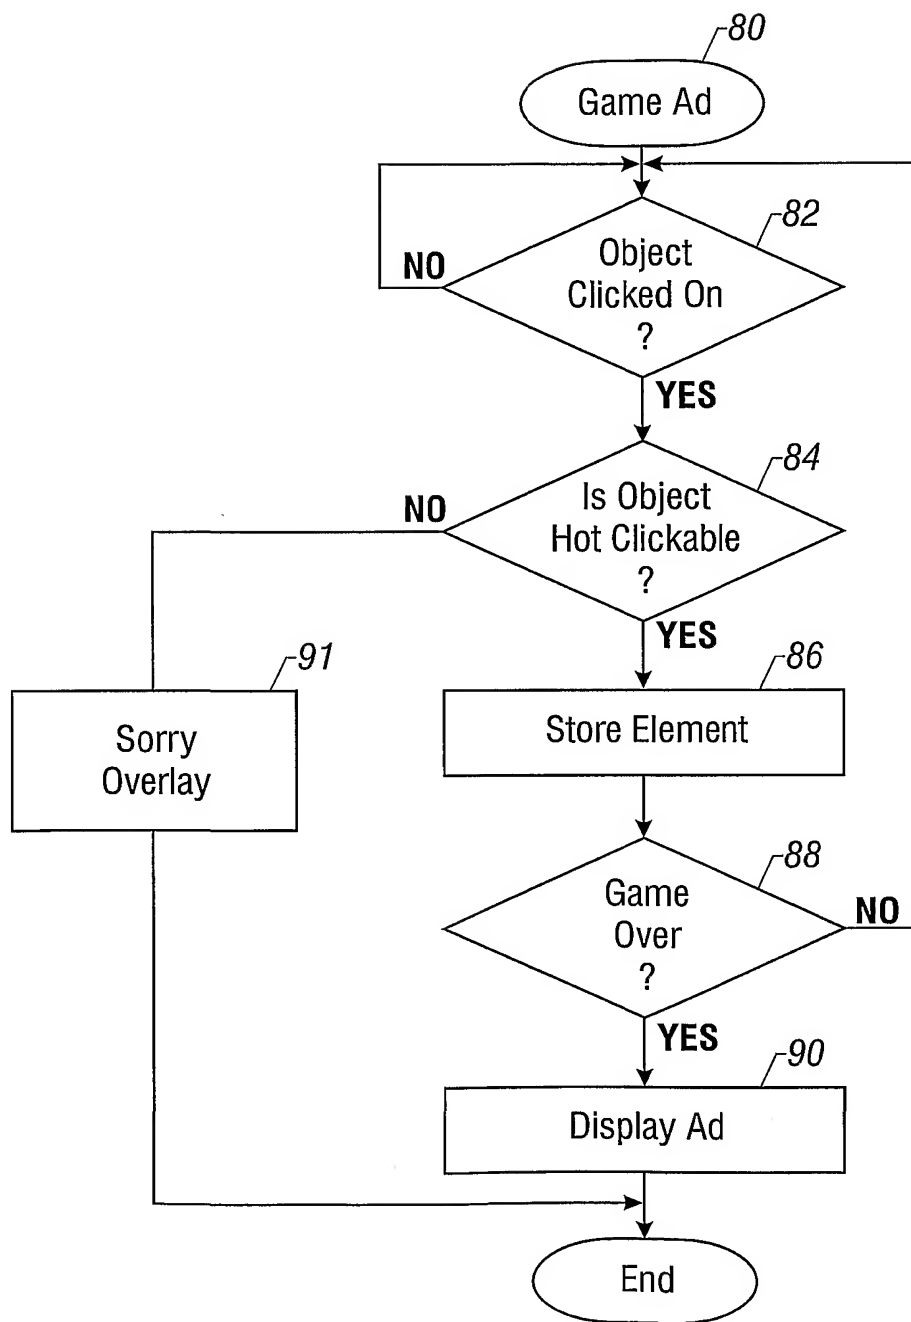 80
Game Ad
82
Object
Clicked On
?
NO
YES
84
Is Object
Hot Clickable
?
NO
YES
91
Sorry
Overlay
86
Store Element
88
Game
Over
?
NO
YES
90
Display Ad
End